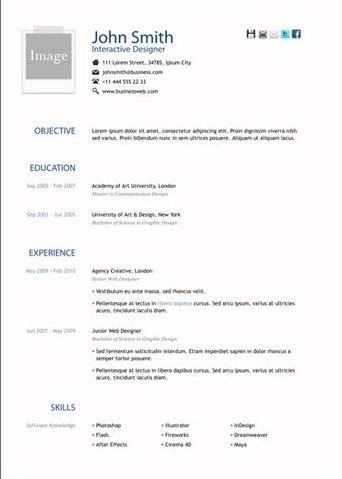 Image
John Smith
Interactive Designer
111 Lorem Street, 34785, Ipsum City
johnsmith@business.com
+11 444 555 22 33
www.businessweb.com
OBJECTIVE
Lorem ipsum dolor sit amet, consectetur adipiscing elit. Proin dignissim viverra nibh
sed varius. Proin bibendum nunc in sem ultrices posuere. Aliquam ut aliquam lacus.
EDUCATION
Sep 2005 - Feb 2007
Academy of Art University, London
Master in Communication Design
Sep 2001 - Jun 2005
University of Art & Design, New York
Bachelor of Science in Graphic Design
EXPERIENCE
May 2009 - Feb 2010
Agency Creative, London
Senior Web Designer
• Vestibulum eu ante massa, sed rhoncus velit.
• Pellentesque at lectus in libero dapibus cursus. Sed arcu ipsum, varius at ultricies
acuro, tincidunt iaculis diam.
Jun 2007 - May 2009
Junior Web Designer
Bachelor of Science in Graphic Design
• Sed fermentum sollicitudin interdum. Etiam imperdiet sapien in dolor rhoncus a
semper tortor posuere.
• Pellentesque at lectus in libero dapibus cursus. Sed arcu ipsum, varius at ultricies
acuro, tincidunt iaculis diam.
SKILLS
Software Knowledge
• Photoshop • Illustrator • InDesign
• Flash • Fireworks • Dreamweaver
• After Effects • Cinema 4D • Maya